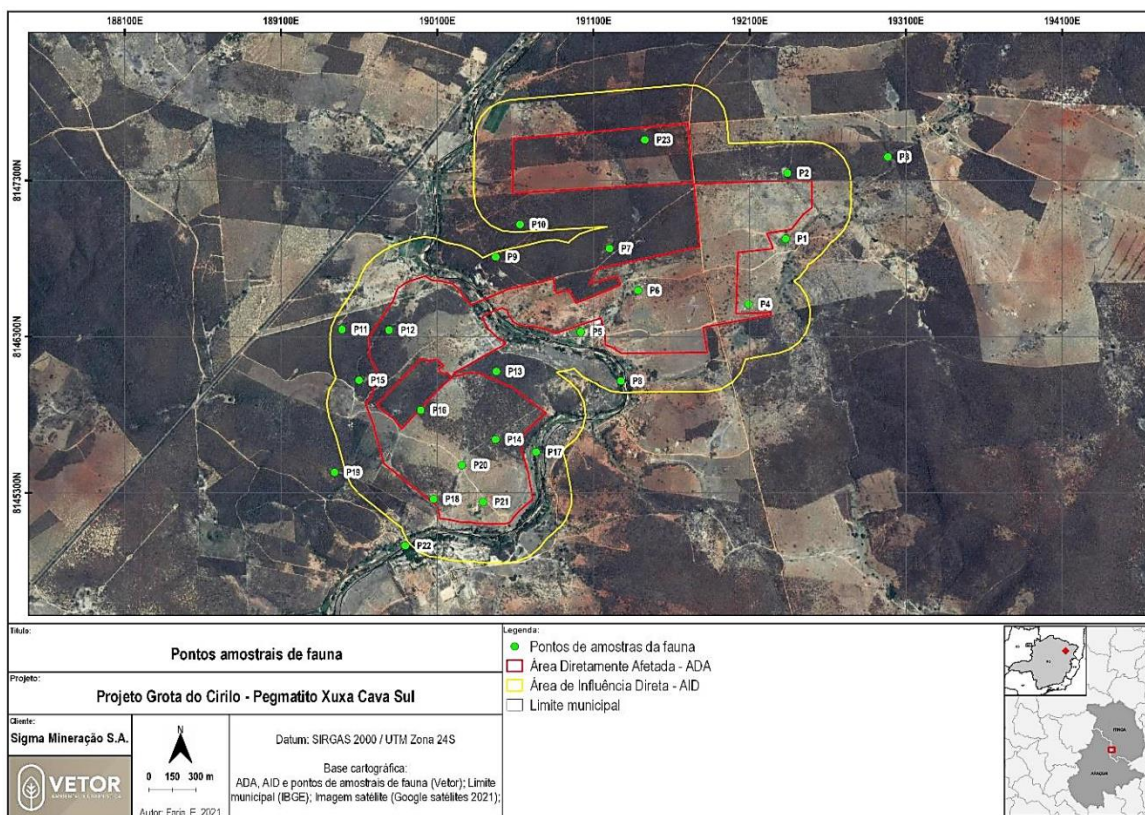 188100E 189100E 190100E 191100E 192100E 193100E 194100E
8147300N
8146300N
8145300N
P23
P3
P2
P10
P1
P7
P9
P6
P4
P11
P12
P5
P13
P8
P15
P16
P14
P17
P20
P19
P18
P21
P22
Título:
Pontos amostrais de fauna
Projeto:
Projeto Grota do Cirilo - Pegmatito Xuxa Cava Sul
Cliente:
Sigma Mineração S.A.
VETOR
N
0 150 300 m
Autor: Faria, F. 2021
Datum: SIRGAS 2000 / UTM Zona 24S
Base cartográfica:
ADA, AID e pontos de amostrais de fauna (Vetor); Limite
municipal (IBGE); Imagem satélite (Google satélites 2021);
Legenda:
Pontos de amostras da fauna
Área Diretamente Afetada - ADA
Área de Influência Direta - AID
Limite municipal
ITINGA
ARAÇUAÍ